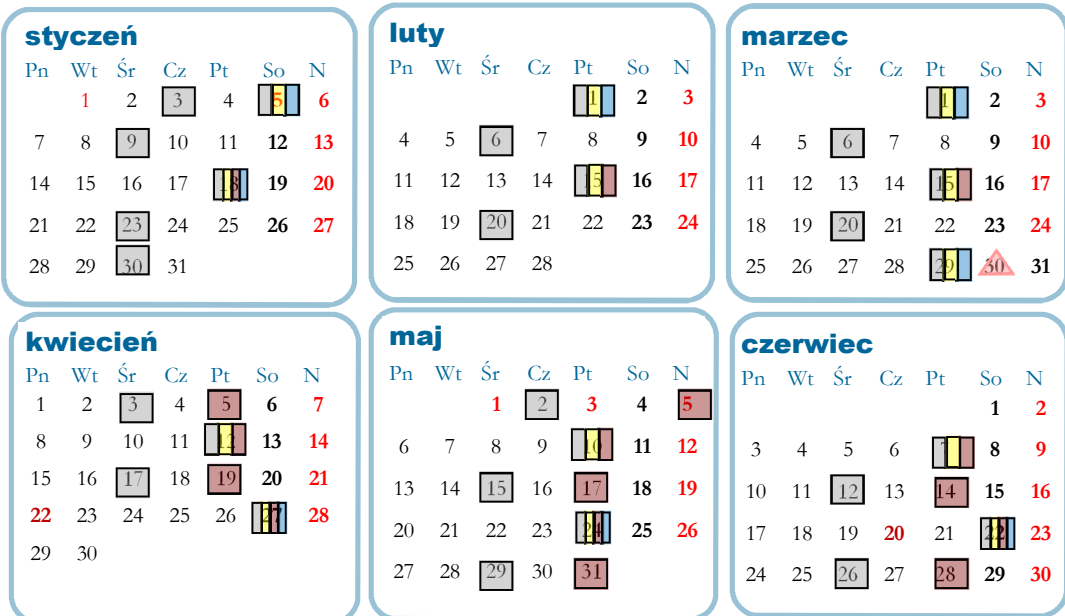 styczeń
Pn Wt Śr Cz Pt So N
1 2 3 4 5 6
7 8 9 10 11 12 13
14 15 16 17 18 19 20
21 22 23 24 25 26 27
28 29 30 31
luty
Pn Wt Śr Cz Pt So N
1 2 3
4 5 6 7 8 9 10
11 12 13 14 15 16 17
18 19 20 21 22 23 24
25 26 27 28
marzec
Pn Wt Śr Cz Pt So N
1 2 3
4 5 6 7 8 9 10
11 12 13 14 15 16 17
18 19 20 21 22 23 24
25 26 27 28 29 30 31
kwiecień
Pn Wt Śr Cz Pt So N
1 2 3 4 5 6 7
8 9 10 11 12 13 14
15 16 17 18 19 20 21
22 23 24 25 26 27 28
29 30
maj
Pn Wt Śr Cz Pt So N
1 2 3 4 5
6 7 8 9 10 11 12
13 14 15 16 17 18 19
20 21 22 23 24 25 26
27 28 29 30 31
czerwiec
Pn Wt Śr Cz Pt So N
1 2
3 4 5 6 7 8 9
10 11 12 13 14 15 16
17 18 19 20 21 22 23
24 25 26 27 28 29 30